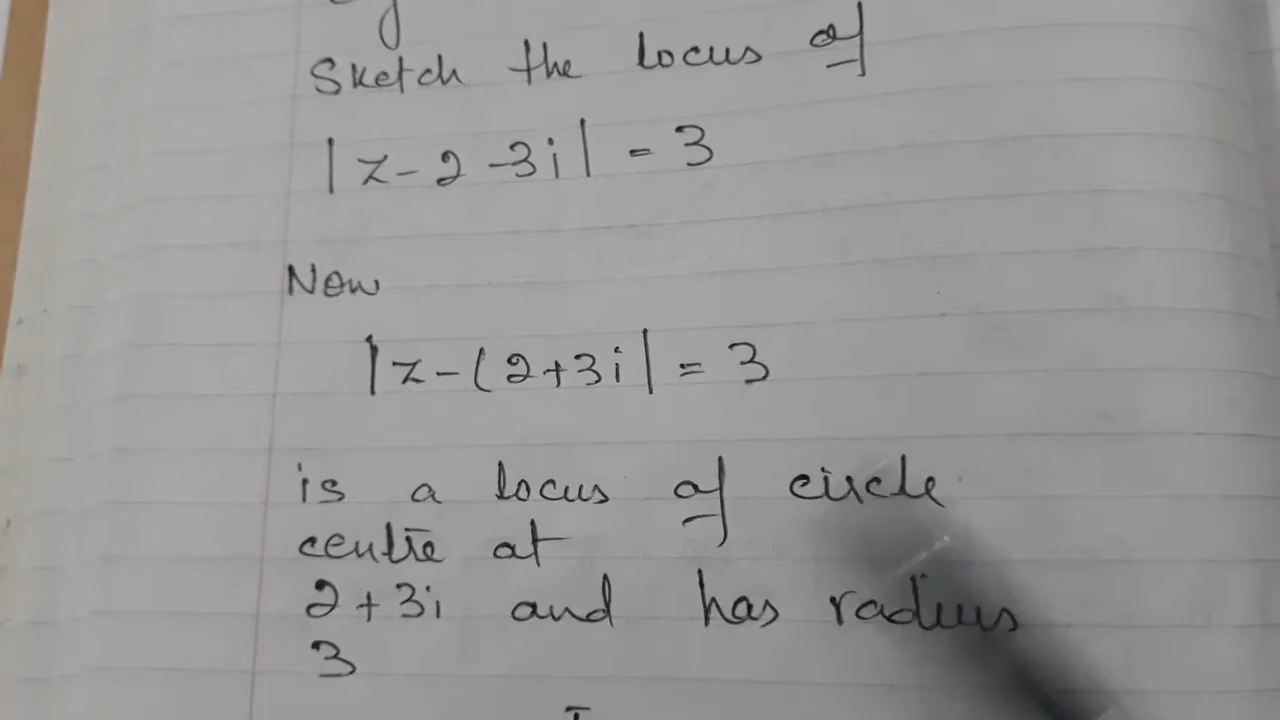 Sketch the locus of
|z-2-3i| = 3
Now
|z-(2+3i| = 3
is a locus of circle
centre at
2+3i and has radius
3